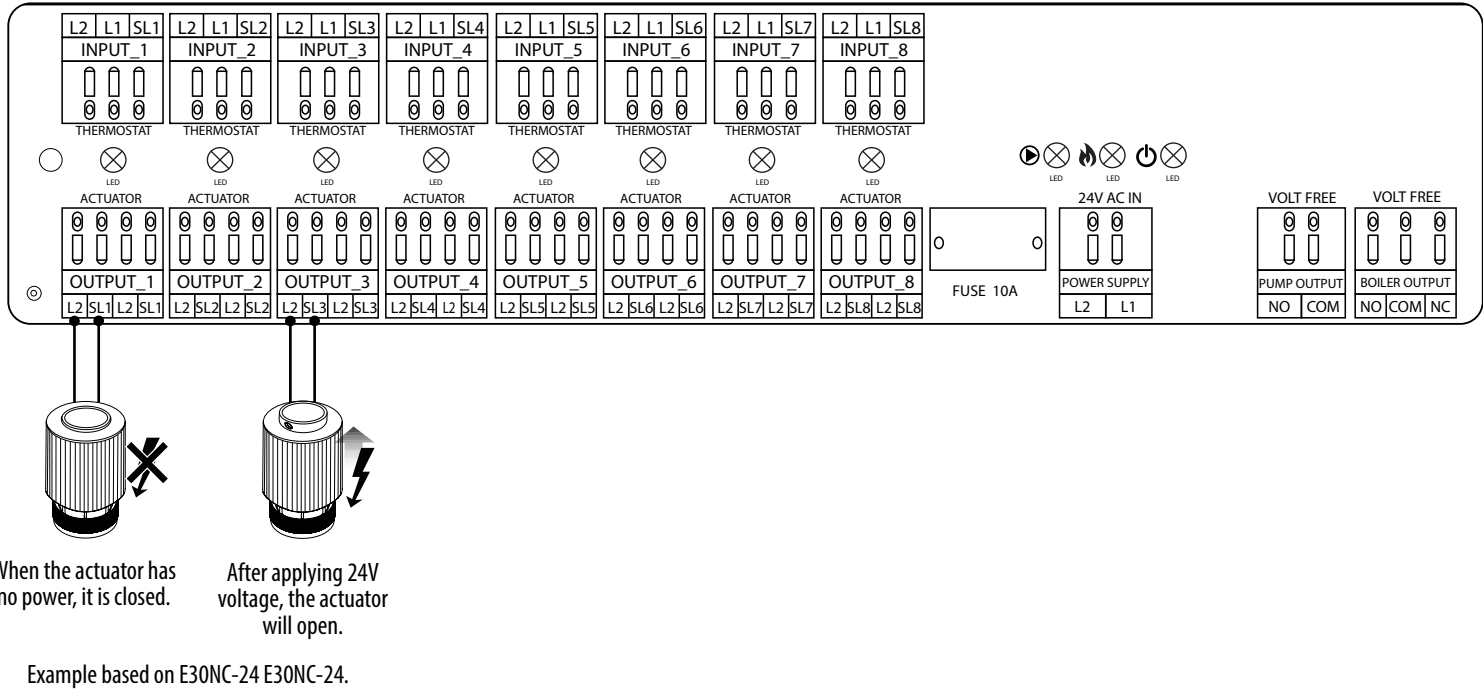 L2 L1 SL1 L2 L1 SL2 L2 L1 SL3 L2 L1 SL4 L2 L1 SL5 L2 L1 SL6 L2 L1 SL7 L2 L1 SL8
INPUT_1 INPUT_2 INPUT_3 INPUT_4 INPUT_5 INPUT_6 INPUT_7 INPUT_8
THERMOSTAT THERMOSTAT THERMOSTAT THERMOSTAT THERMOSTAT THERMOSTAT THERMOSTAT THERMOSTAT
LED LED LED LED LED LED LED LED LED LED LED
ACTUATOR ACTUATOR ACTUATOR ACTUATOR ACTUATOR ACTUATOR ACTUATOR ACTUATOR 24V AC IN VOLT FREE VOLT FREE
OUTPUT_1 OUTPUT_2 OUTPUT_3 OUTPUT_4 OUTPUT_5 OUTPUT_6 OUTPUT_7 OUTPUT_8 FUSE 10A POWER SUPPLY PUMP OUTPUT BOILER OUTPUT
L2 SL1 L2 SL1 L2 SL2 L2 SL2 L2 SL3 L2 SL3 L2 SL4 L2 SL4 L2 SL5 L2 SL5 L2 SL6 L2 SL6 L2 SL7 L2 SL7 L2 SL8 L2 SL8 L2 L1 NO COM NO COM NC
When the actuator has
no power, it is closed.
After applying 24V
voltage, the actuator
will open.
Example based on E30NC-24 E30NC-24.